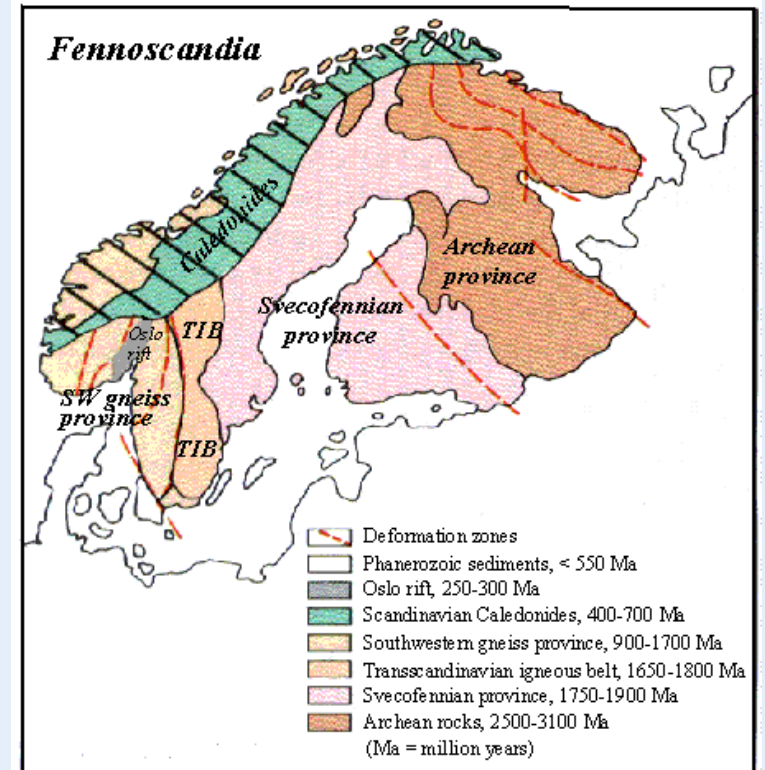 Fennoscandia
Caledonides
Archean
province
Svecofennian
province
TIB
Oslo
rift
SW gneiss
province
TIB
Deformation zones
Phanerozoic sediments, < 550 Ma
Oslo rift, 250-300 Ma
Scandinavian Caledonides, 400-700 Ma
Southwestern gneiss province, 900-1700 Ma
Transscandinavian igneous belt, 1650-1800 Ma
Svecofennian province, 1750-1900 Ma
Archean rocks, 2500-3100 Ma
(Ma = million years)